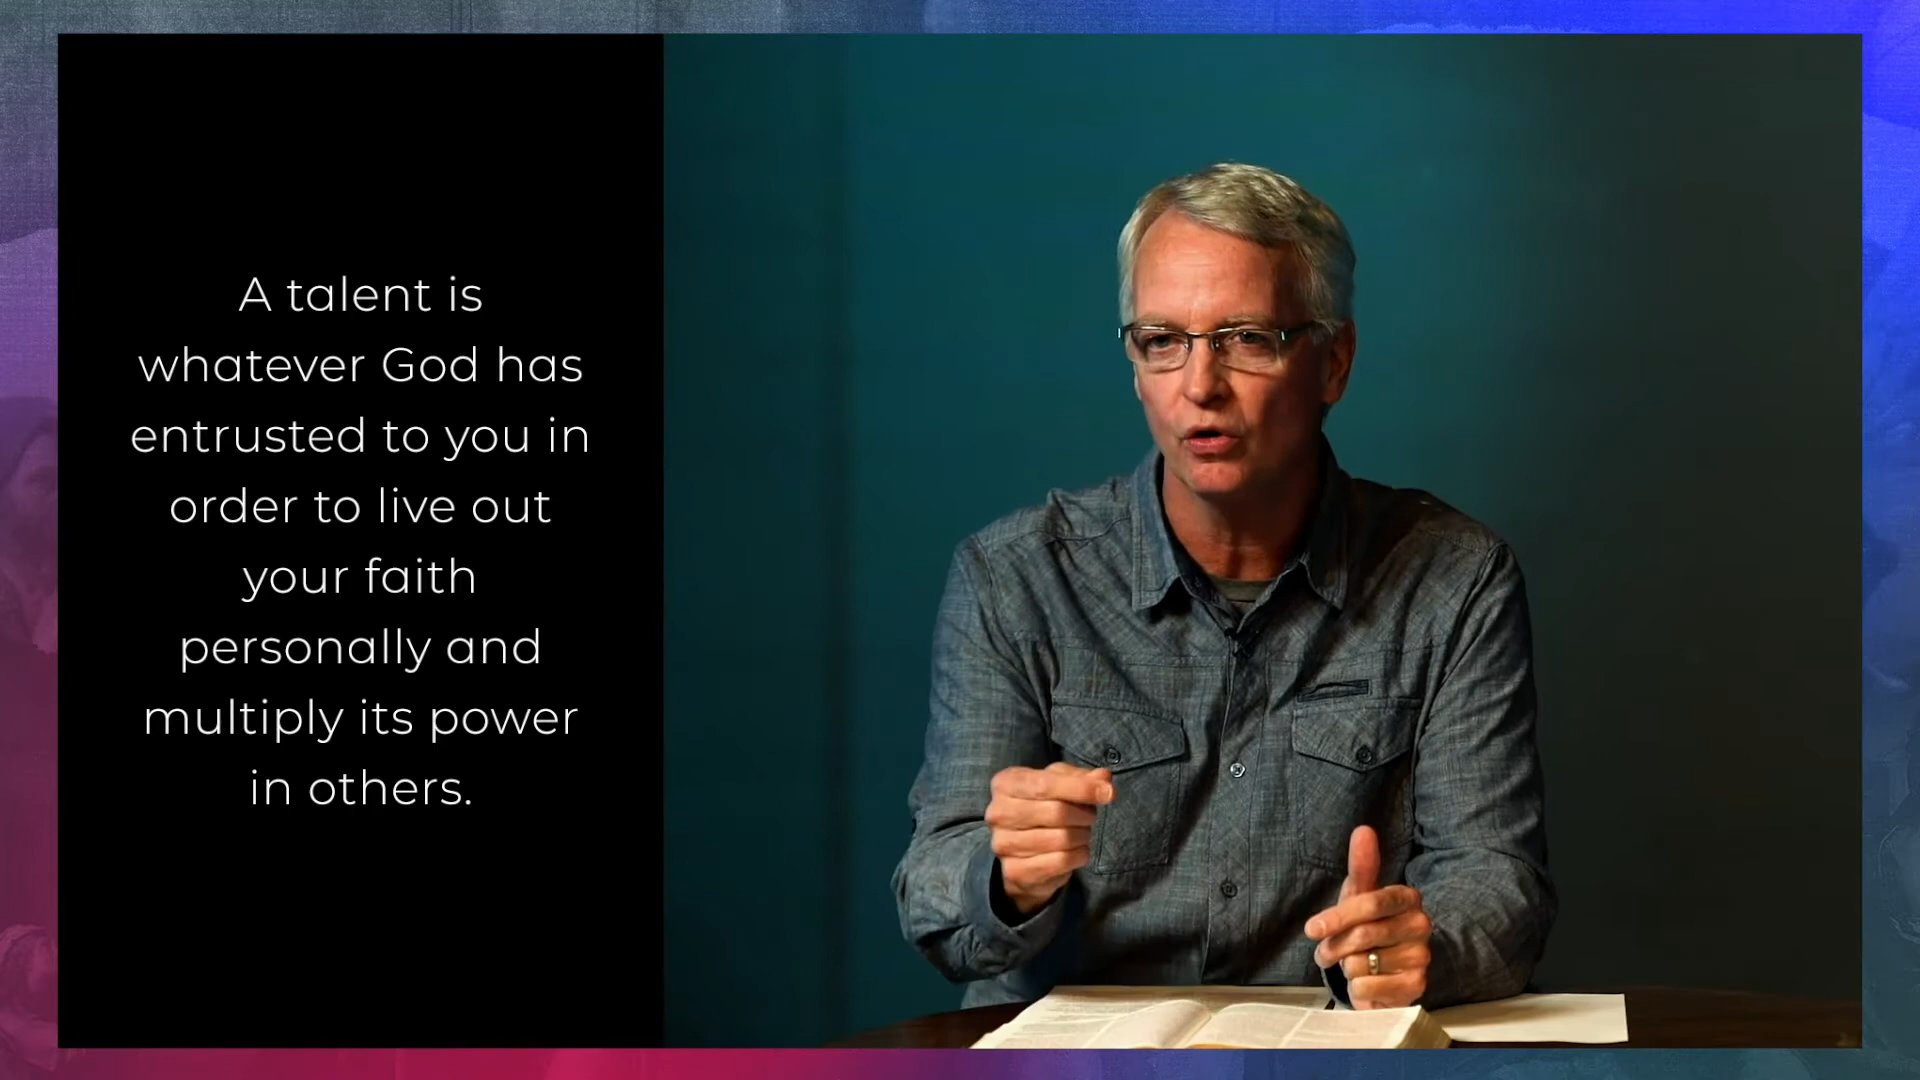 A talent is
whatever God has
entrusted to you in
order to live out
your faith
personally and
multiply its power
in others.